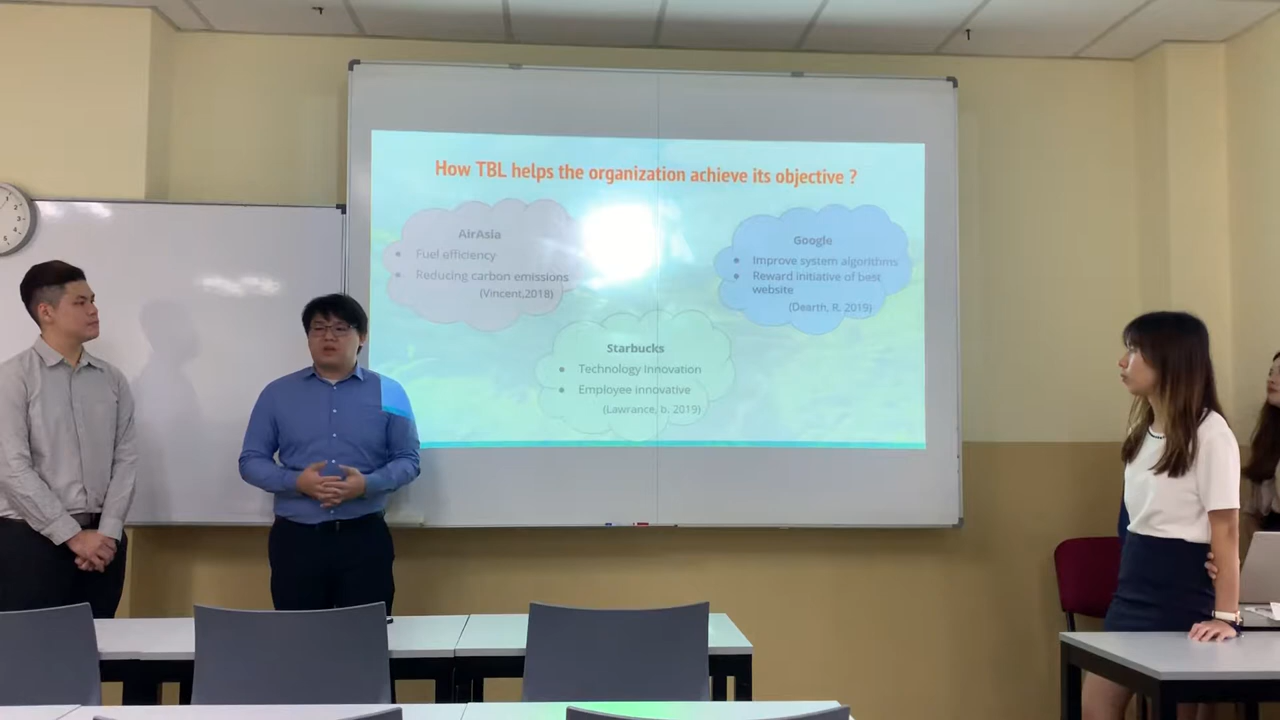 How TBL helps the organization achieve its objective ?
AirAsia
Fuel efficiency
Reducing carbon emissions
(Vincent,2018)
Google
Improve system algorithms
Reward initiative of best
website
(Dearth, R. 2019)
Starbucks
Technology innovation
Employee innovative
(Lawrance, b. 2019)